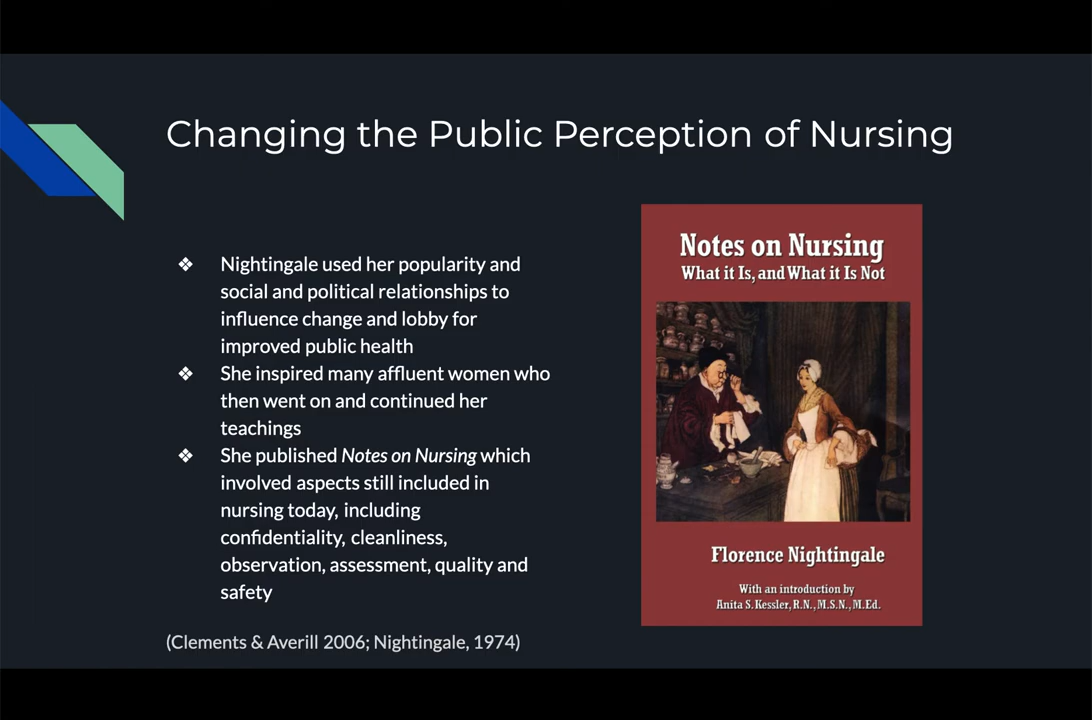 Changing the Public Perception of Nursing
❖ Nightingale used her popularity and
social and political relationships to
influence change and lobby for
improved public health
❖ She inspired many affluent women who
then went on and continued her
teachings
❖ She published Notes on Nursing which
involved aspects still included in
nursing today, including
confidentiality, cleanliness,
observation, assessment, quality and
safety
(Clements & Averill 2006; Nightingale, 1974)
Notes on Nursing
What it Is, and What it Is Not
Florence Nightingale
With an introduction by
Anita S. Kessler, R.N., M.S.N., M.Ed.